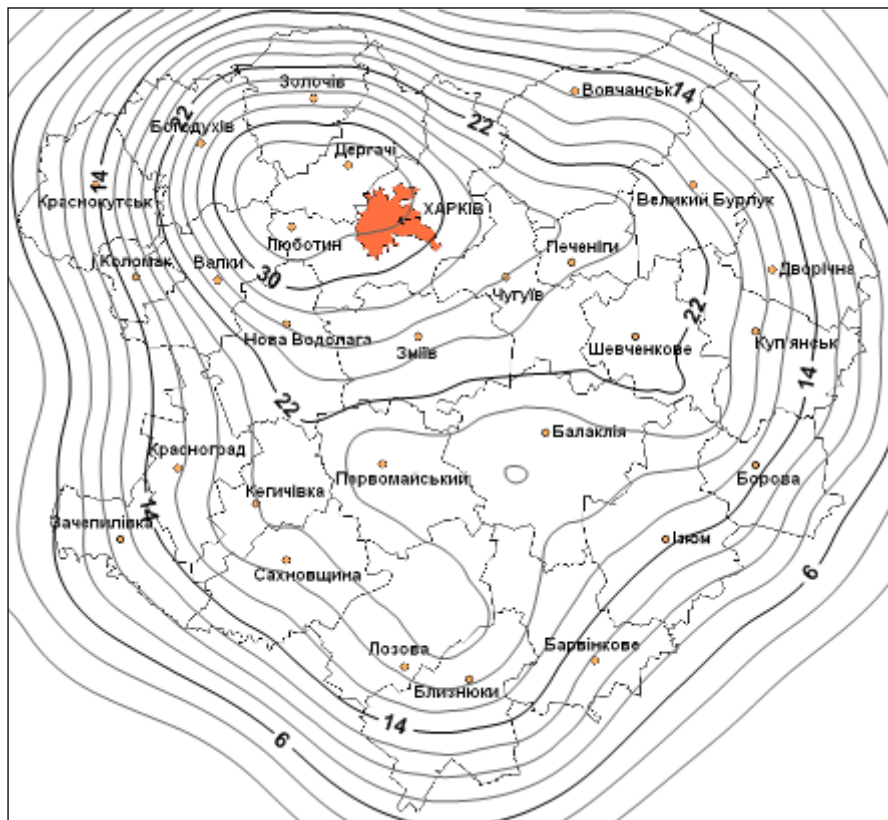 Золочів
Вовчанськ
14
22
22
Богодухів
Дергачі
14
Краснокутськ
Великий Бурлук
ХАРКІВ
Люботин
Печеніги
Коломак
Валки
30
Дворічна
Чугуїв
22
Нова Водолага
Зміїв
Шевченкове
Куп'янськ
14
22
Балаклія
Красноград
Первомайський
Борова
Кегичівка
14
Зачепилівка
Ізюм
Сахновщина
6
Лозова
Барвінкове
Близнюки
14
6